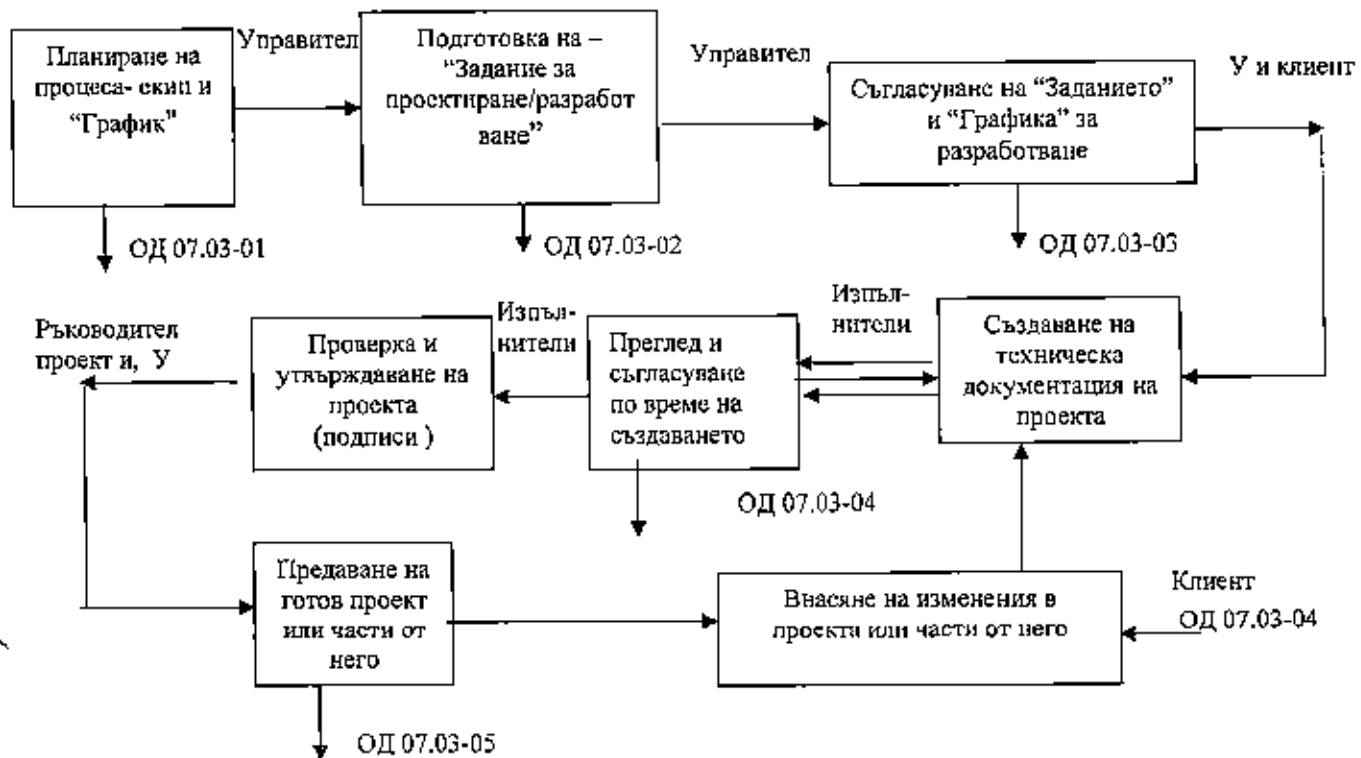 Планиране на
процеса- екип и
“График”
Управител
Подготовка на –
“Задание за
проектиране/разработ
ване”
Управител
Съгласуване на “Заданието”
и “Графика” за
разработване
У и клиент
ОД 07.03-01
ОД 07.03-02
ОД 07.03-03
Ръководител
проект и, У
Проверка и
утвърждаване на
проекта
(подписи )
Изпъл-
нители
Преглед и
съгласуване
по време на
създаването
Изпъл-
нители
Създаване на
техническа
документация на
проекта
ОД 07.03-04
Предаване на
готов проект
или части от
него
Внасяне на изменения в
проекта или части от него
Клиент
ОД 07.03-04
ОД 07.03-05